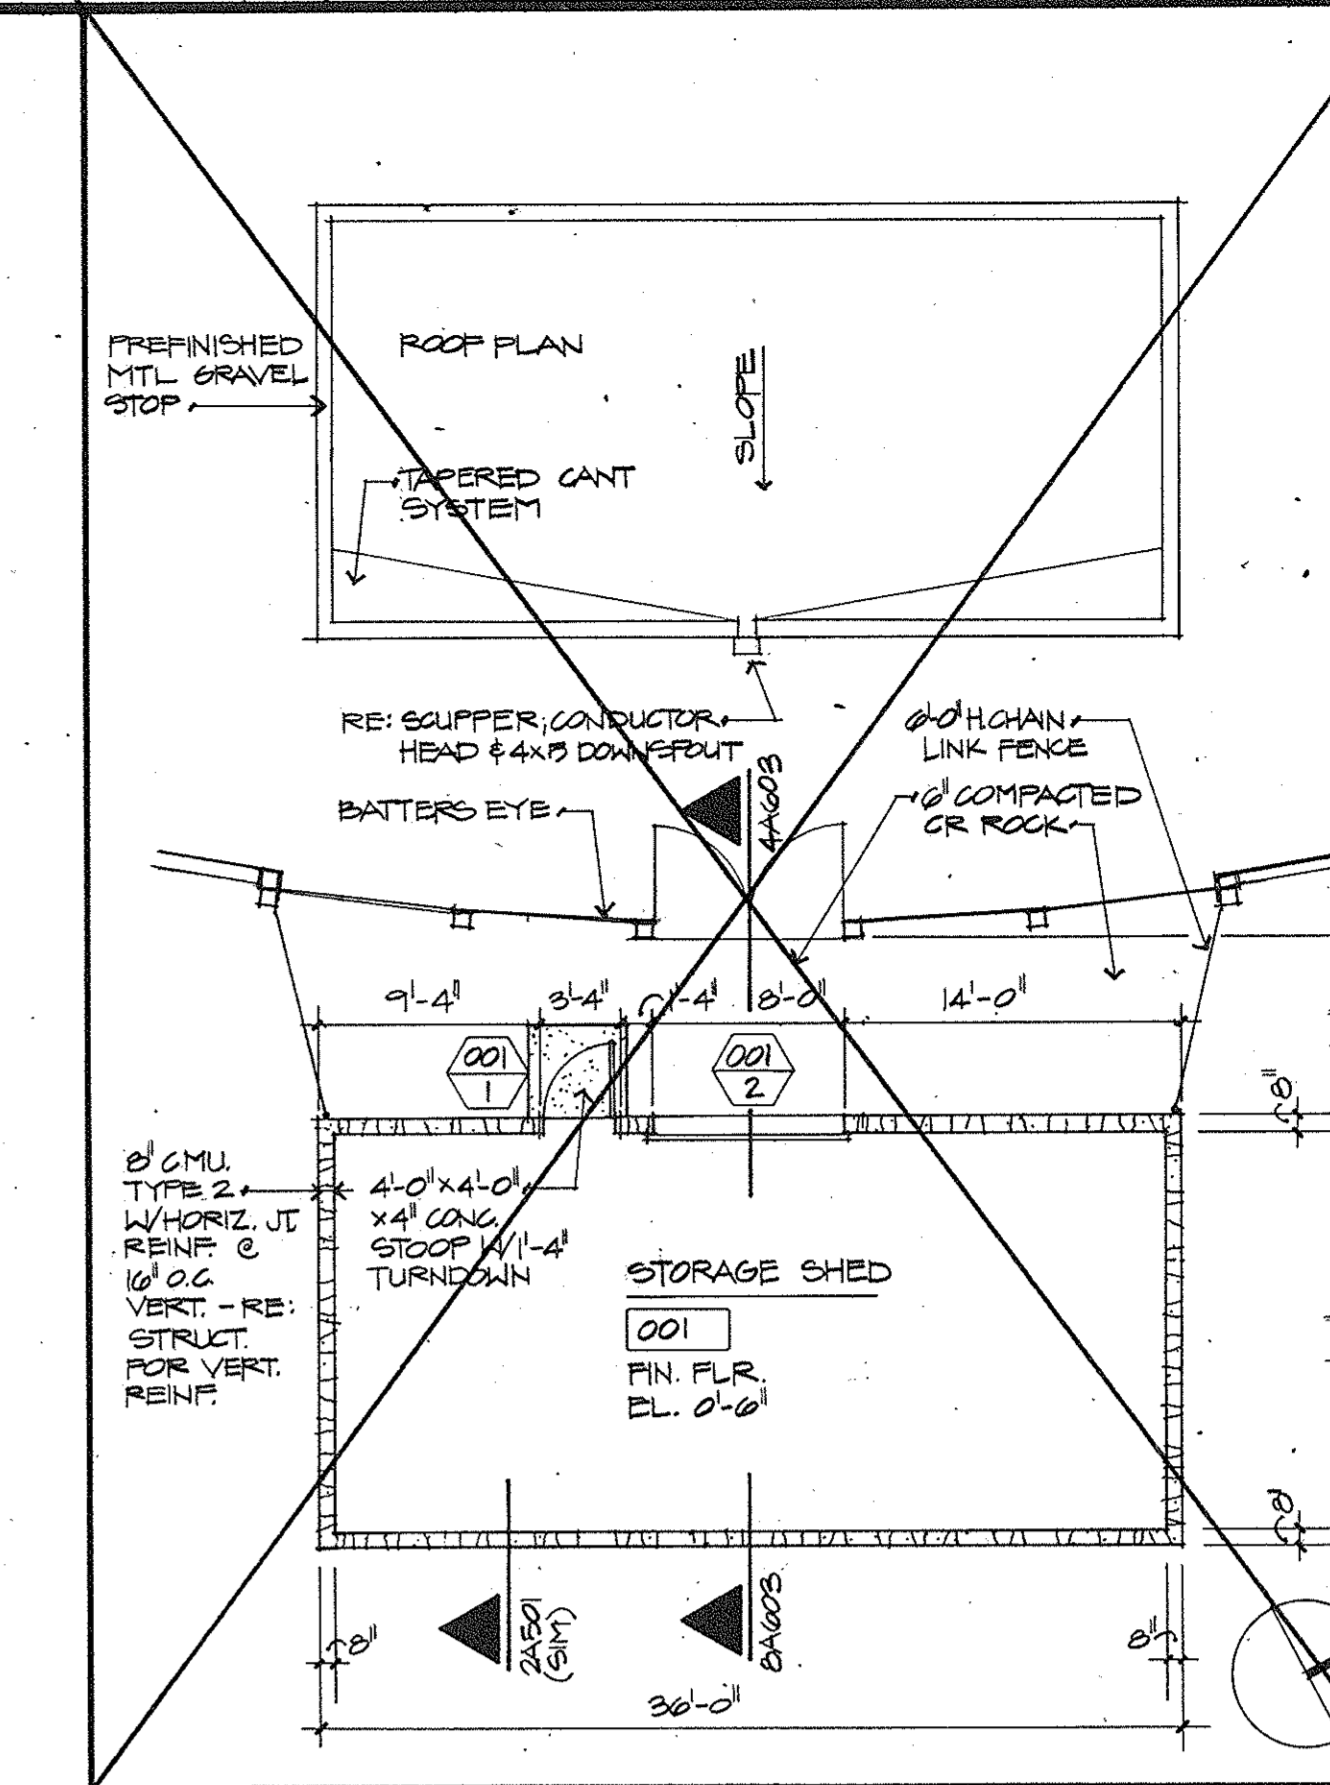 PREFINISHED
MTL GRAVEL
STOP
ROOF PLAN
SLOPE
TAPERED CANT
SYSTEM
RE: SCUPPER, CONDUCTOR
HEAD & 4x3 DOWNSPOUT
6'-0" H. CHAIN
LINK FENCE
BATTERS EYE
4A603
6" COMPACTED
CR ROCK
9'-4"
3'-4"
1'-4"
8'-0"
14'-0"
001
1
001
2
8"
8" CMU.
TYPE 2
W/HORIZ. JT
REINF. @
16" O.C.
VERT. - RE:
STRUCT.
FOR VERT.
REINF.
4'-0" x 4'-0"
x4" CONC.
STOOP W/1'-4"
TURNDOWN
STORAGE SHED
001
FIN. FLR.
EL. 0'-6"
8"
8"
2A501
(SIM)
8A603
8"
36'-0"